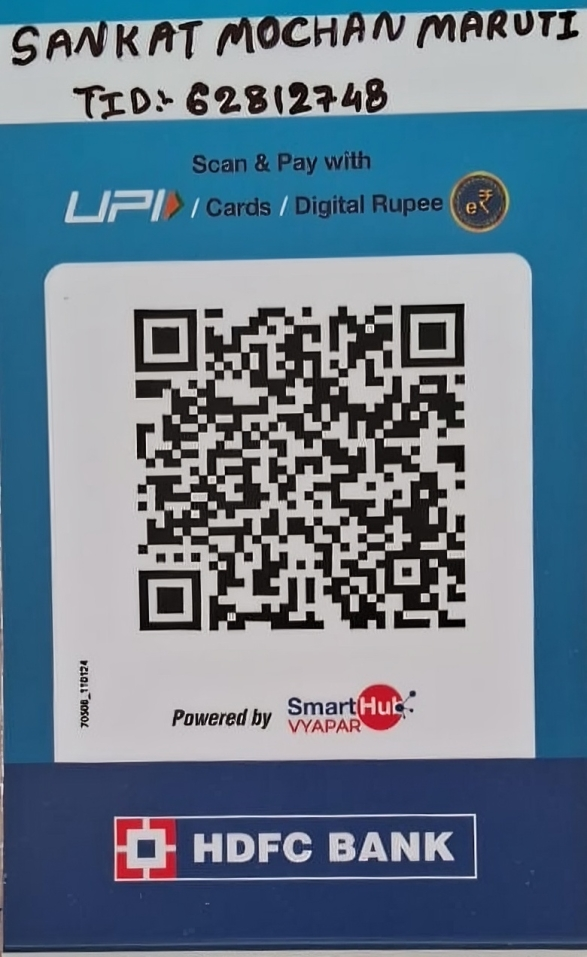 SANKAT MOCHAN MARUTI
TID:- 62812748
Scan & Pay with
UPI / Cards / Digital Rupee e₹
70506_110124
Powered by SmartHub
VYAPAR
HDFC BANK